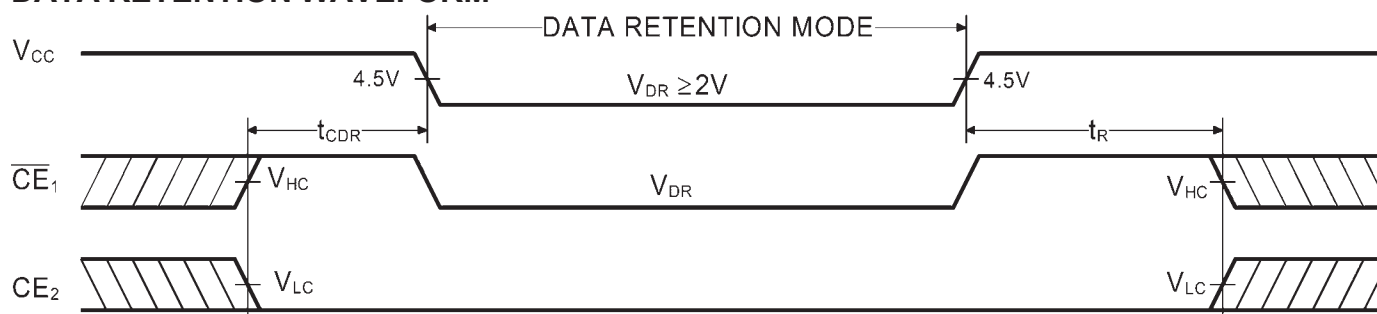 DATA RETENTION WAVEFORM
DATA RETENTION MODE
VCC
4.5V
VDR ≥2V
4.5V
tCDR
tR
CE1
VHC
VDR
VHC
CE2
VLC
VLC